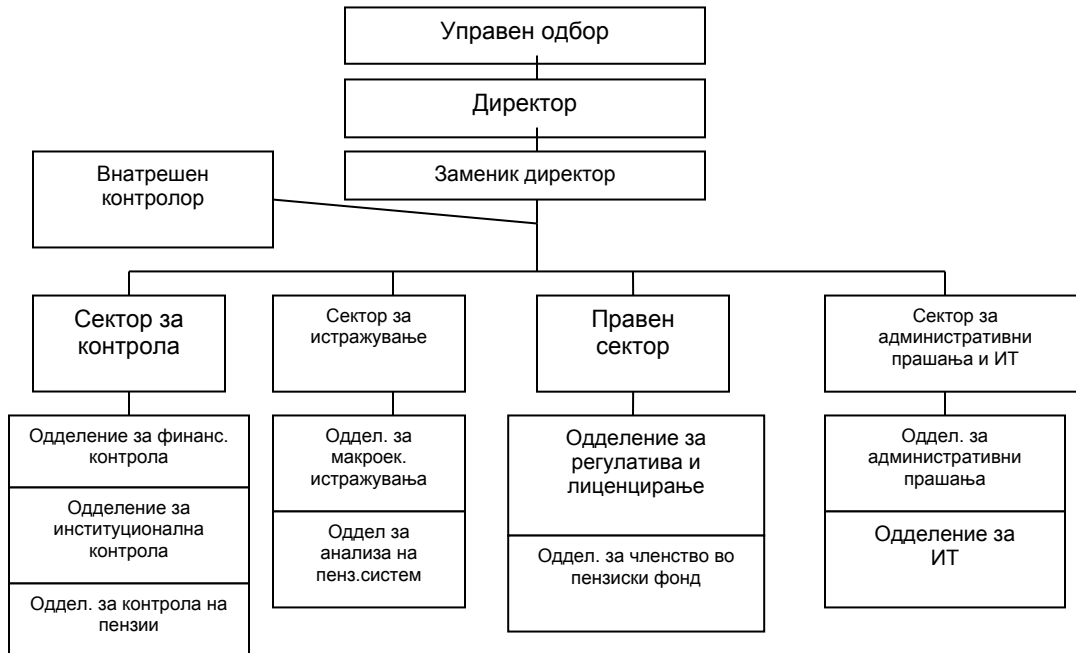 Управен одбор
Директор
Заменик директор
Внатрешен
контролор
Сектор за
контрола
Сектор за
истражување
Правен
сектор
Сектор за
административни
прашања и ИТ
Одделение за финанс.
контрола
Одделение за
институционална
контрола
Оддел. за контрола на
пензии
Оддел. за
макроек.
истражувања
Оддел за
анализа на
пенз.систем
Одделение за
регулатива и
лиценцирање
Оддел. за членство во
пензиски фонд
Оддел. за
административни
прашања
Одделение за
ИТ